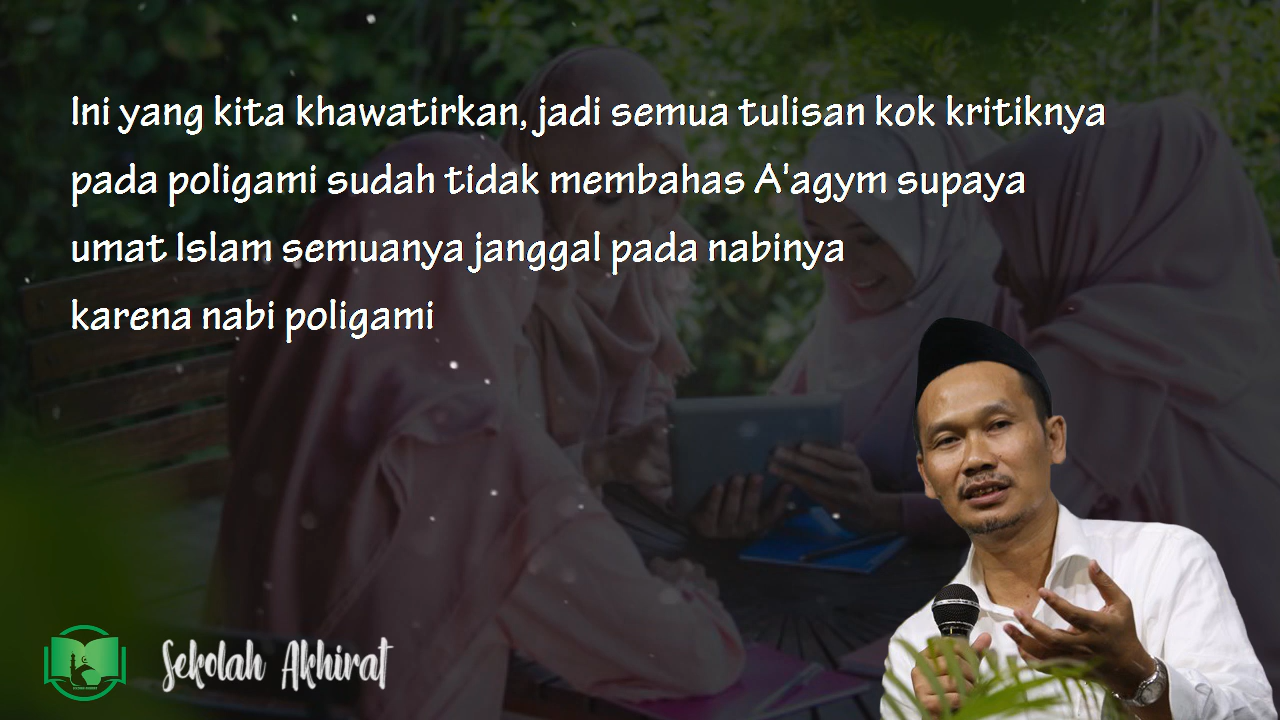 Ini yang kita khawatirkan, jadi semua tulisan kok kritiknya
pada poligami sudah tidak membahas A'agym supaya
umat Islam semuanya janggal pada nabinya
karena nabi poligami
Sekolah Akhirat